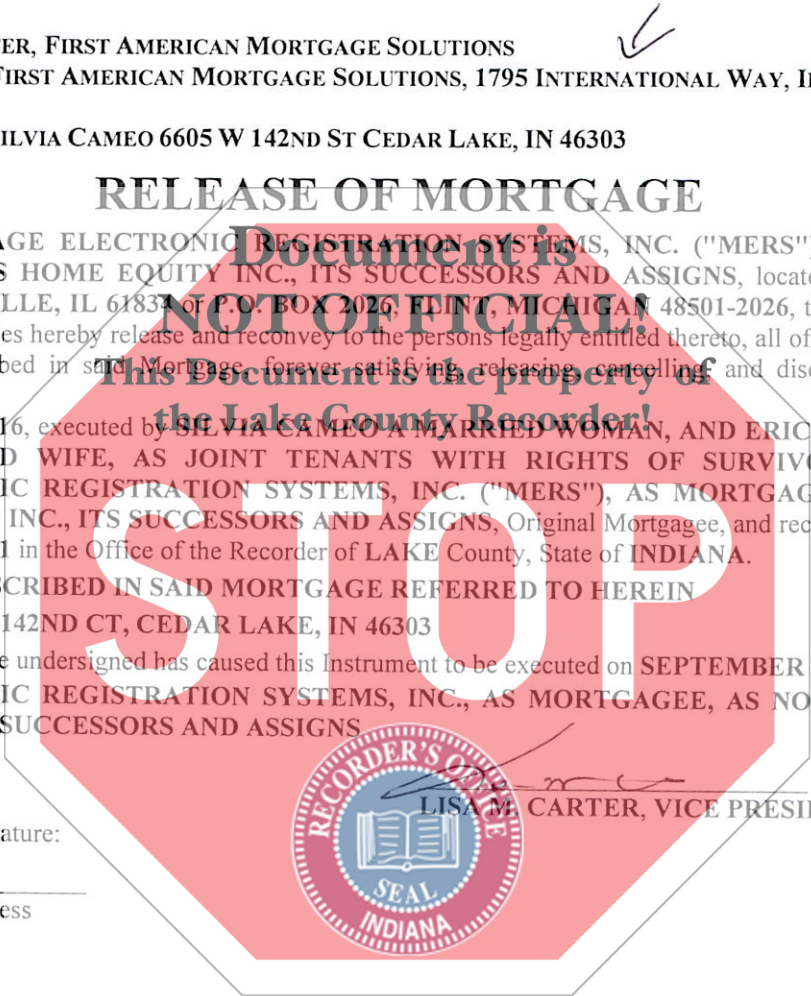 ER, FIRST AMERICAN MORTGAGE SOLUTIONS
FIRST AMERICAN MORTGAGE SOLUTIONS, 1795 INTERNATIONAL WAY,
SILVIA CAMEO 6605 W 142ND ST CEDAR LAKE, IN 46303
RELEASE OF MORTGAGE
AGE ELECTRONIC REGISTRATION SYSTEMS, INC. ("MERS")
S HOME EQUITY INC., ITS SUCCESSORS AND ASSIGNS, locate
LLE, IL 61834 or P.O. BOX 2026, FLINT, MICHIGAN 48501-2026, t
es hereby release and reconvey to the persons legally entitled thereto, all of
bed in said Mortgage, forever satisfying, releasing, cancelling, and disc
Document is
NOT OFFICIAL!
This Document is the property of
the Lake County Recorder!
16, executed by SILVIA CAMEO A MARRIED WOMAN, AND ERIC
D WIFE, AS JOINT TENANTS WITH RIGHTS OF SURVIVO
IC REGISTRATION SYSTEMS, INC. ("MERS"), AS MORTGAG
INC., ITS SUCCESSORS AND ASSIGNS, Original Mortgagee, and rec
1 in the Office of the Recorder of LAKE County, State of INDIANA.
SCRIBED IN SAID MORTGAGE REFERRED TO HEREIN
142ND CT, CEDAR LAKE, IN 46303
e undersigned has caused this Instrument to be executed on SEPTEMBER
IC REGISTRATION SYSTEMS, INC., AS MORTGAGEE, AS NO
SUCCESSORS AND ASSIGNS
STOP
LISA M. CARTER, VICE PRESI
ature:
ess
RECORDER'S OFFICE
SEAL
INDIANA